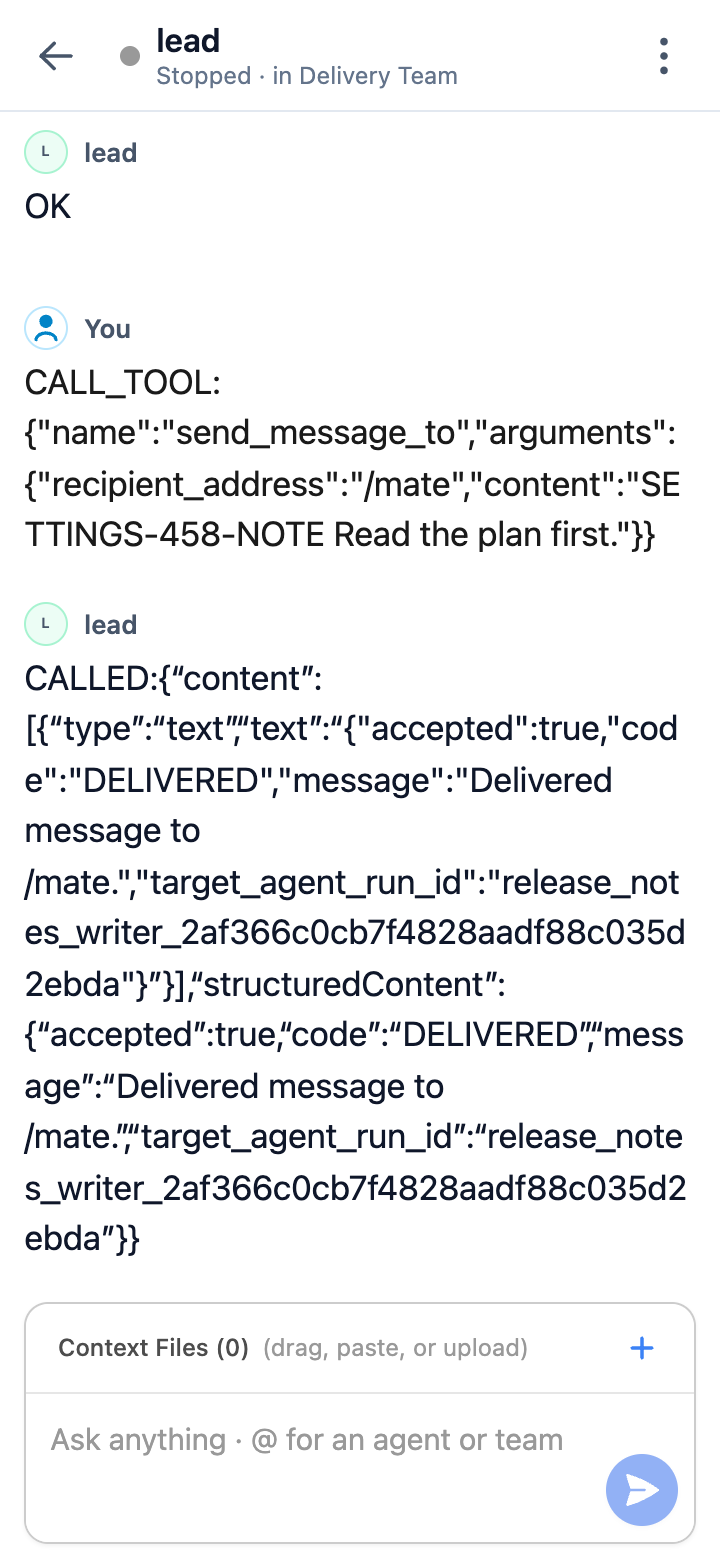 lead
Stopped · in Delivery Team
L lead
OK
You
CALL_TOOL:
{"name":"send_message_to","arguments":
{"recipient_address":"/mate","content":"SE
TTINGS-458-NOTE Read the plan first."}}
L lead
CALLED:{“content”:
[{“type”:“text”,“text”:“{"accepted":true,"cod
e":"DELIVERED","message":"Delivered
message to
/mate.","target_agent_run_id":"release_not
es_writer_2af366c0cb7f4828aadf88c035d
2ebda"}”}],“structuredContent”:
{“accepted”:true,“code”:“DELIVERED”,“mess
age”:“Delivered message to
/mate.”,“target_agent_run_id”:“release_note
s_writer_2af366c0cb7f4828aadf88c035d2
ebda”}}
Context Files (0) (drag, paste, or upload)
Ask anything · @ for an agent or team